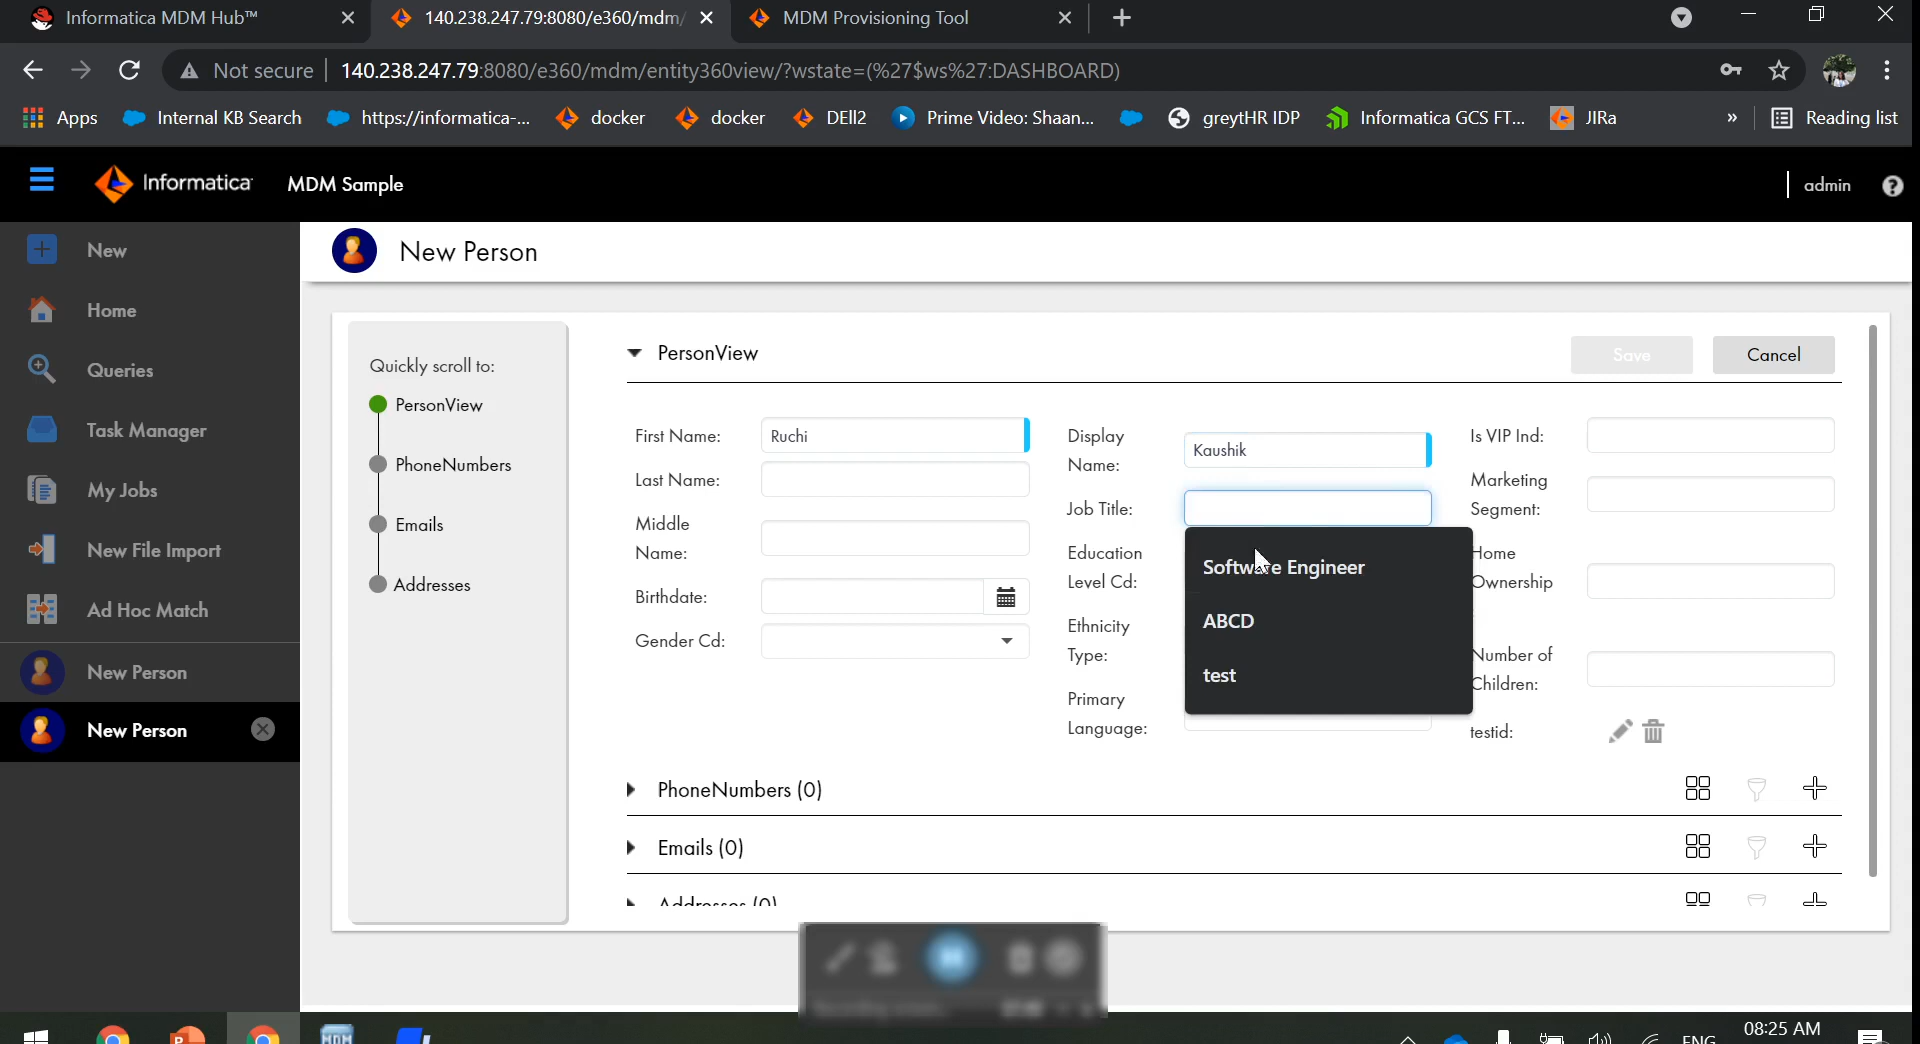 Informatica MDM Hub™
140.238.247.79:8080/e360/mdm/
MDM Provisioning Tool
Not secure
140.238.247.79:8080/e360/mdm/entity360view/?wstate=(%27$ws%27:DASHBOARD)
Apps
Internal KB Search
https://informatica-...
docker
docker
DEll2
Prime Video: Shaan...
greytHR IDP
Informatica GCS FT...
JIRa
»
Reading list
Informatica
MDM Sample
admin
New
Home
Queries
Task Manager
My Jobs
New File Import
Ad Hoc Match
New Person
New Person
New Person
Quickly scroll to:
PersonView
PhoneNumbers
Emails
Addresses
PersonView
Save
Cancel
First Name:
Ruchi
Last Name:
Middle
Name:
Birthdate:
Gender Cd:
Display
Name:
Kaushik
Job Title:
Software Engineer
ABCD
test
Education
Level Cd:
Ethnicity
Type:
Primary
Language:
Is VIP Ind:
Marketing
Segment:
Home
Ownership
Number of
Children:
testid:
PhoneNumbers (0)
Emails (0)
Addresses (0)
MDM
ENG
08:25 AM